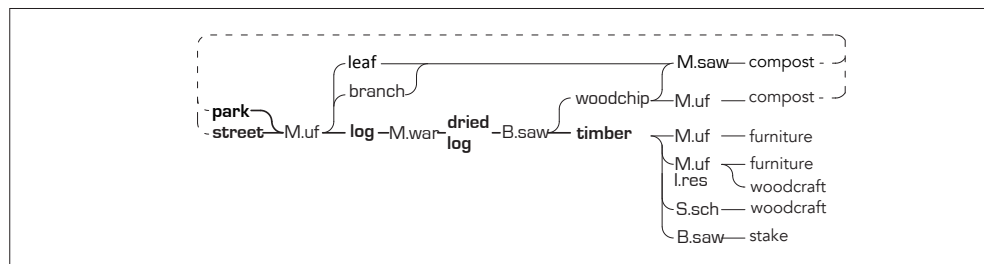 leaf M.saw compost
branch
woodchip M.uf compost
park
street M.uf log M.war dried log B.saw timber M.uf furniture
M.uf furniture
I.res woodcraft
S.sch woodcraft
B.saw stake